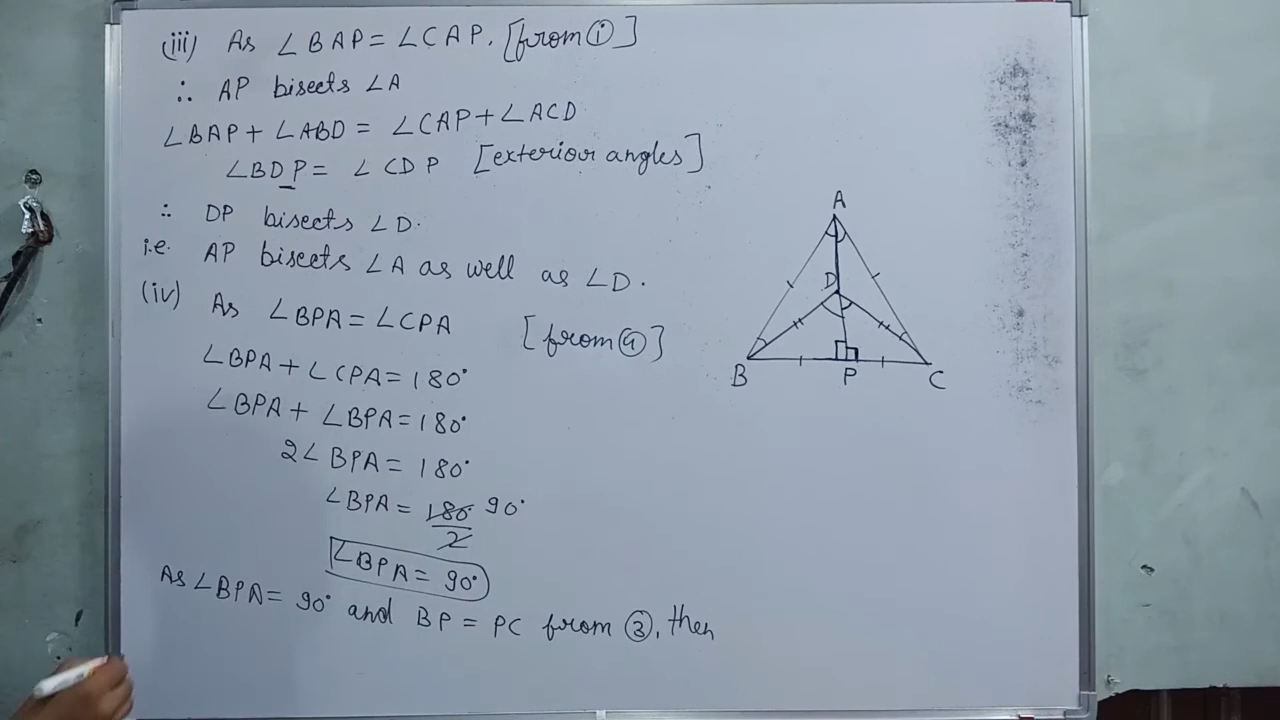 (iii) As ∠BAP = ∠CAP. [from ①]
∴ AP bisects ∠A
∠BAP + ∠ABD = ∠CAP + ∠ACD
∠BDP = ∠CDP [exterior angles]
∴ DP bisects ∠D.
i.e. AP bisects ∠A as well as ∠D.
(iv) As ∠BPA = ∠CPA [from ④]
∠BPA + ∠CPA = 180°
∠BPA + ∠BPA = 180°
2∠BPA = 180°
∠BPA = 180/2 90°
∠BPA = 90°
As ∠BPA = 90° and BP = PC from ③, then
A
D
B
P
C